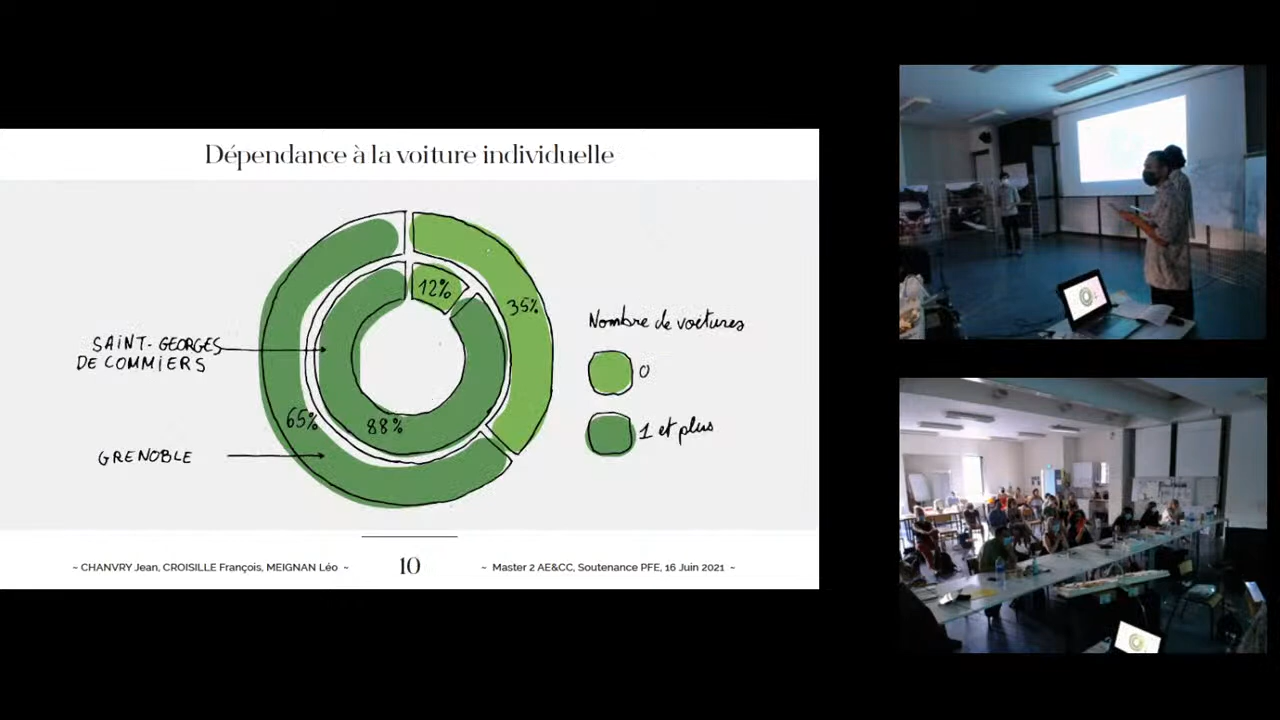 Dépendance à la voiture individuelle
12%
35%
SAINT-GEORGES
DE COMMIERS
65%
88%
GRENOBLE
Nombre de voitures
0
1 et plus
~ CHANVRY Jean, CROISILLE François, MEIGNAN Léo ~
10
~ Master 2 AE&CC, Soutenance PFE, 16 Juin 2021 ~